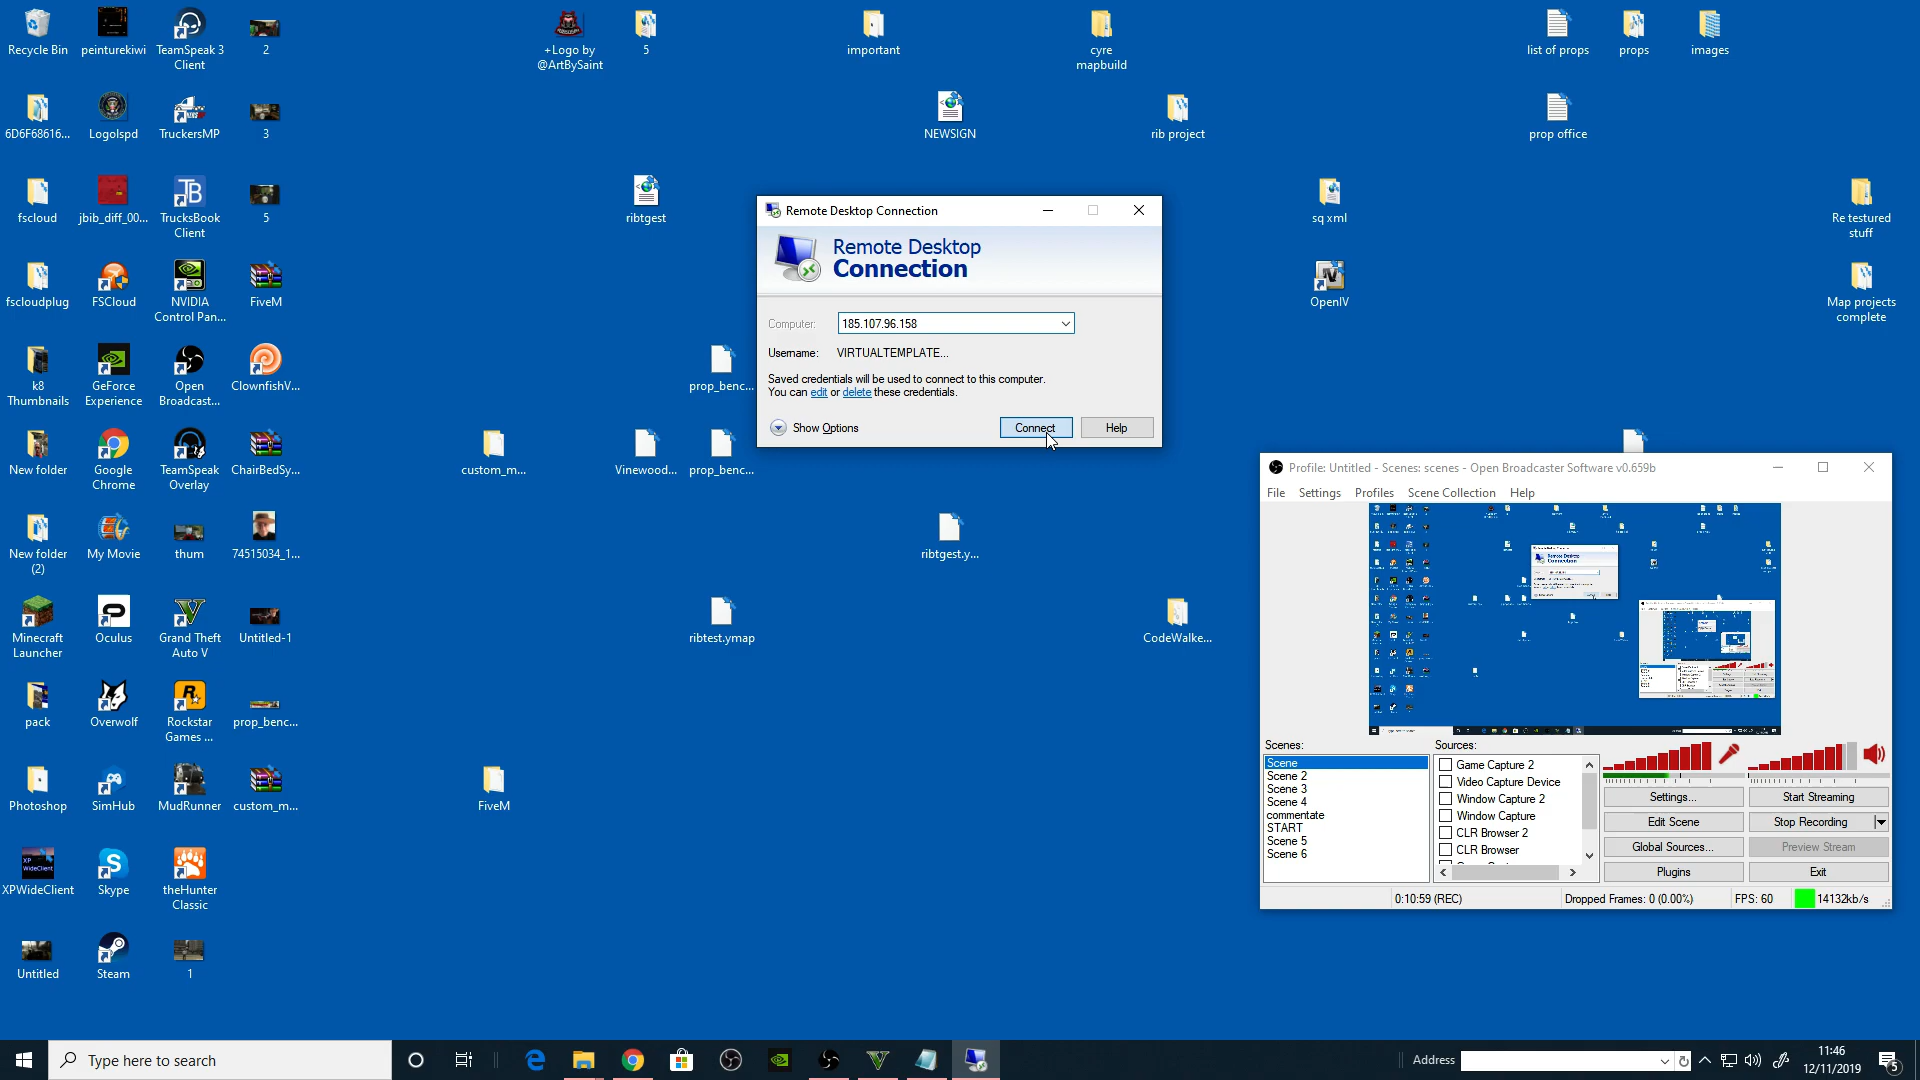 Recycle Bin
peinturekiwi
TeamSpeak 3
Client
2
+Logo by
@ArtBySaint
5
important
cyre
mapbuild
list of props
props
images
6D6F68616...
LogoIspd
TruckersMP
3
NEWSIGN
rib project
prop office
fscloud
jbib_diff_00...
TrucksBook
Client
5
ribtgest
sq xml
Re testured
stuff
fscloudplug
FSCloud
NVIDIA
Control Pan...
FiveM
OpenIV
Map projects
complete
k8
Thumbnails
GeForce
Experience
Open
Broadcast...
ClownfishV...
prop_benc...
New folder
Google
Chrome
TeamSpeak
Overlay
ChairBedSy...
custom_m...
Vinewood...
prop_benc...
New folder
(2)
My Movie
thum
74515034_1...
ribtgest.y...
Minecraft
Launcher
Oculus
Grand Theft
Auto V
Untitled-1
ribtest.ymap
CodeWalke...
pack
Overwolf
Rockstar
Games ...
prop_benc...
Photoshop
SimHub
MudRunner
custom_m...
FiveM
XPWideClient
Skype
theHunter
Classic
Untitled
Steam
1
Remote Desktop Connection
Remote Desktop
Connection
Computer:
185.107.96.158
Username:
VIRTUALTEMPLATE...
Saved credentials will be used to connect to this computer.
You can edit or delete these credentials.
Show Options
Connect
Help
Profile: Untitled - Scenes: scenes - Open Broadcaster Software v0.659b
File
Settings
Profiles
Scene Collection
Help
Scenes:
Sources:
Scene
Scene 2
Scene 3
Scene 4
commentate
START
Scene 5
Scene 6
Game Capture 2
Video Capture Device
Window Capture 2
Window Capture
CLR Browser 2
CLR Browser
Settings...
Start Streaming
Edit Scene
Stop Recording
Global Sources...
Preview Stream
Plugins
Exit
0:10:59 (REC)
Dropped Frames: 0 (0.00%)
FPS: 60
14132kb/s
Type here to search
Address
11:46
12/11/2019
5